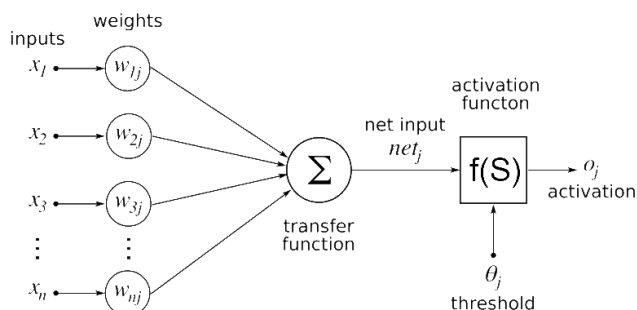 inputs
weights
x1
w1j
x2
w2j
x3
w3j
⋮
⋮
xn
wnj
Σ
transfer
function
net input
netj
activation
functon
f(S)
oj
activation
θj
threshold